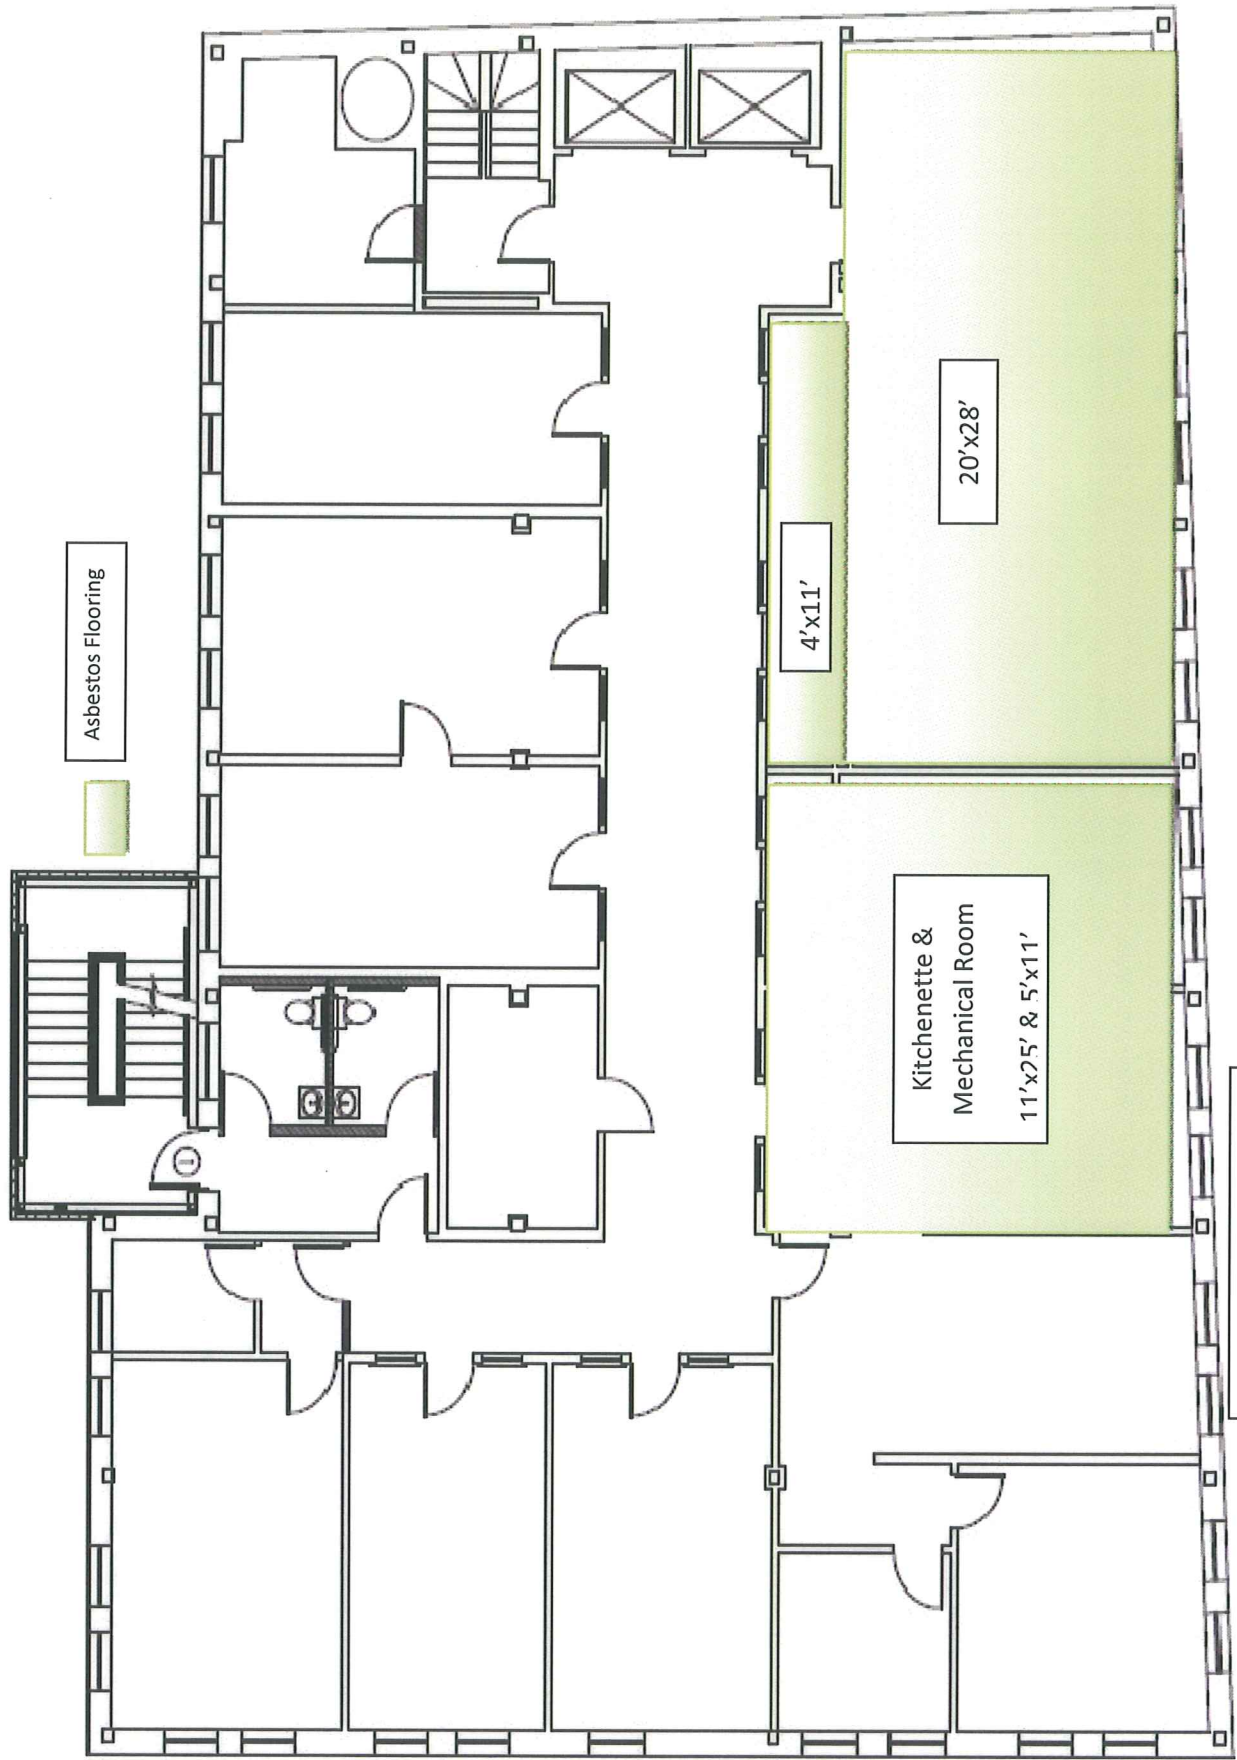 Asbestos Flooring
4'x11'
20'x28'
Kitchenette &
Mechanical Room
11'x25' & 5'x11'